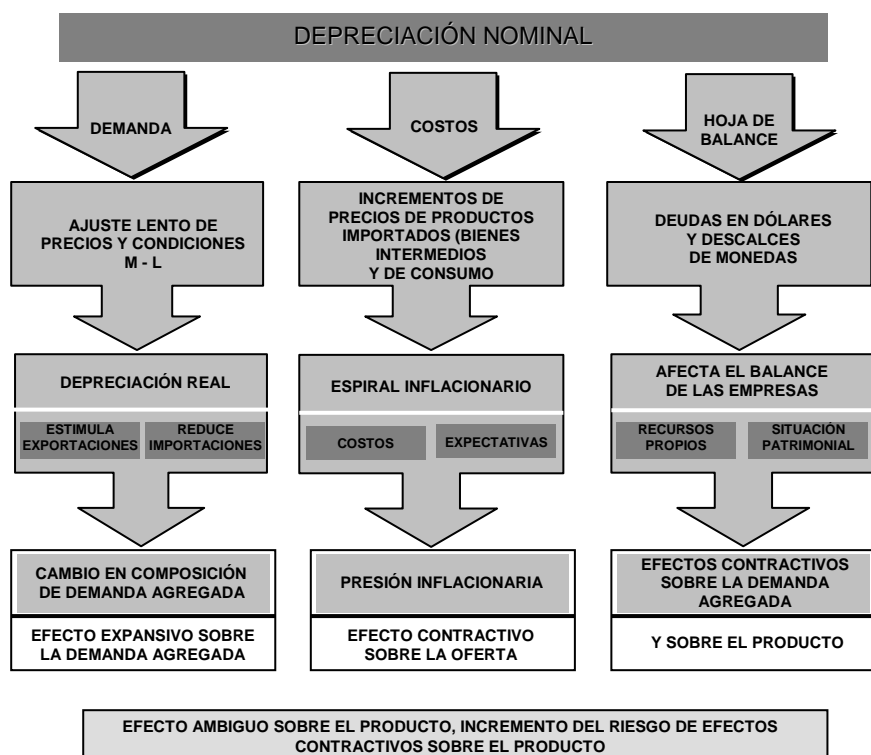 DEPRECIACIÓN NOMINAL
DEMANDA
COSTOS
HOJA DE
BALANCE
AJUSTE LENTO DE
PRECIOS Y CONDICIONES
M - L
INCREMENTOS DE
PRECIOS DE PRODUCTOS
IMPORTADOS (BIENES
INTERMEDIOS
Y DE CONSUMO
DEUDAS EN DÓLARES
Y DESCALCES
DE MONEDAS
DEPRECIACIÓN REAL
ESTIMULA
EXPORTACIONES
REDUCE
IMPORTACIONES
ESPIRAL INFLACIONARIO
COSTOS
EXPECTATIVAS
AFECTA EL BALANCE
DE LAS EMPRESAS
RECURSOS
PROPIOS
SITUACIÓN
PATRIMONIAL
CAMBIO EN COMPOSICIÓN
DE DEMANDA AGREGADA
EFECTO EXPANSIVO SOBRE
LA DEMANDA AGREGADA
PRESIÓN INFLACIONARIA
EFECTO CONTRACTIVO
SOBRE LA OFERTA
EFECTOS CONTRACTIVOS
SOBRE LA DEMANDA
AGREGADA
Y SOBRE EL PRODUCTO
EFECTO AMBIGUO SOBRE EL PRODUCTO, INCREMENTO DEL RIESGO DE EFECTOS
CONTRACTIVOS SOBRE EL PRODUCTO